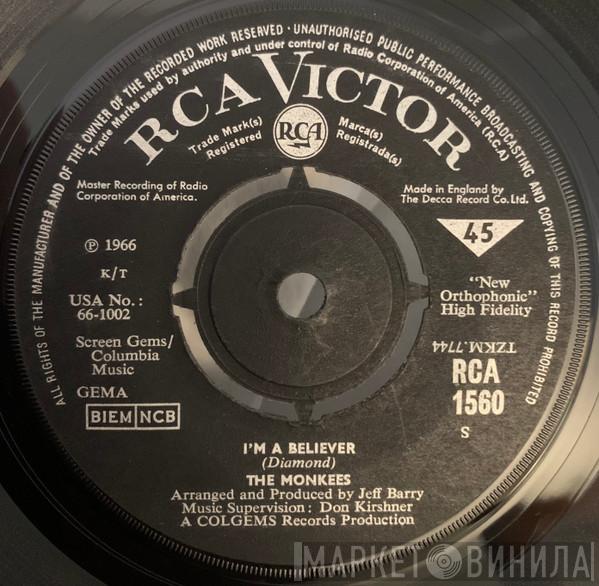 ALL RIGHTS OF THE MANUFACTURER AND OF THE OWNER OF THE RECORDED WORK RESERVED · UNAUTHORISED PUBLIC PERFORMANCE BROADCASTING AND COPYING OF THIS RECORD PROHIBITED
Trade Marks used by authority and under control of Radio Corporation of America (R.C.A)
RCA VICTOR
Trade Mark(s)
Registered
RCA
Marca(s)
Registrada(s)
Master Recording of Radio
Corporation of America.
Made in England by
The Decca Record Co. Ltd.
45
℗ 1966
K/T
USA No.:
66-1002
Screen Gems/
Columbia
Music
GEMA
BIEM NCB
"New
Orthophonic"
High Fidelity
TZKM.7744
RCA
1560
S
I'M A BELIEVER
(Diamond)
THE MONKEES
Arranged and Produced by Jeff Barry
Music Supervision: Don Kirshner
A COLGEMS Records Production
МАРКЕТ ВИНИЛА